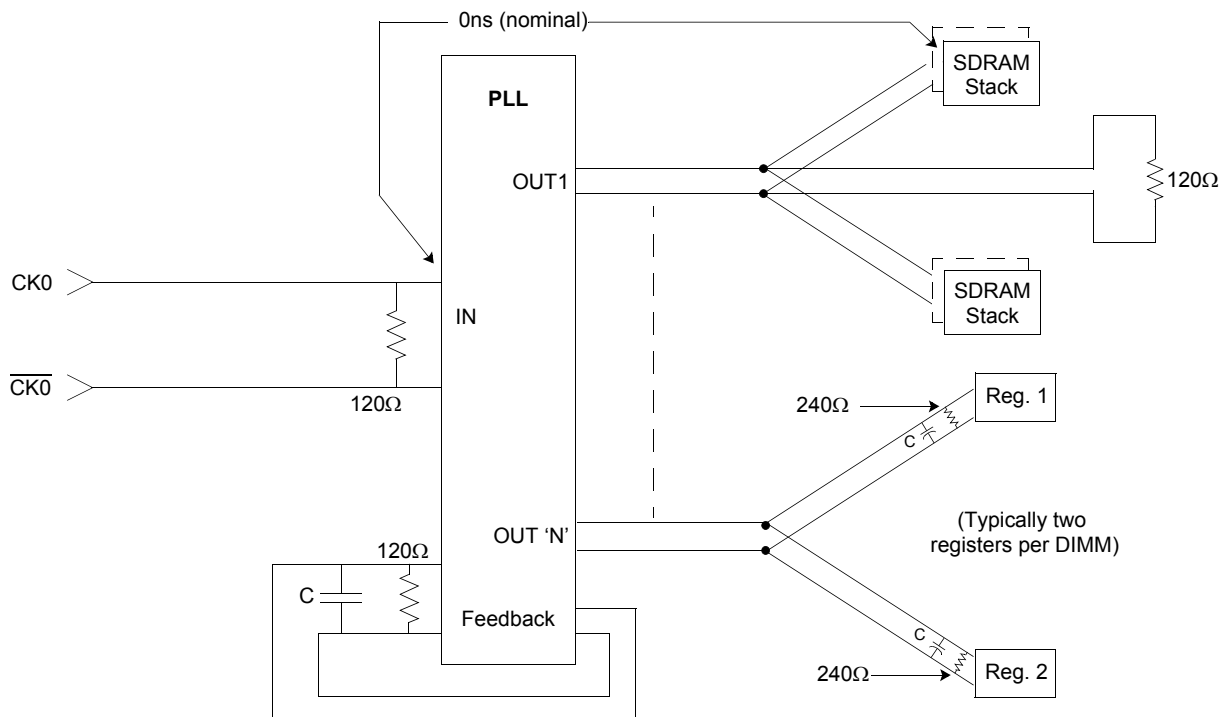 0ns (nominal)
SDRAM
Stack
PLL
OUT1
120Ω
CK0
IN
SDRAM
Stack
C̅K̅0̅
120Ω
Reg. 1
240Ω
C
OUT ‘N’
(Typically two
registers per DIMM)
120Ω
C
Feedback
C
240Ω
Reg. 2